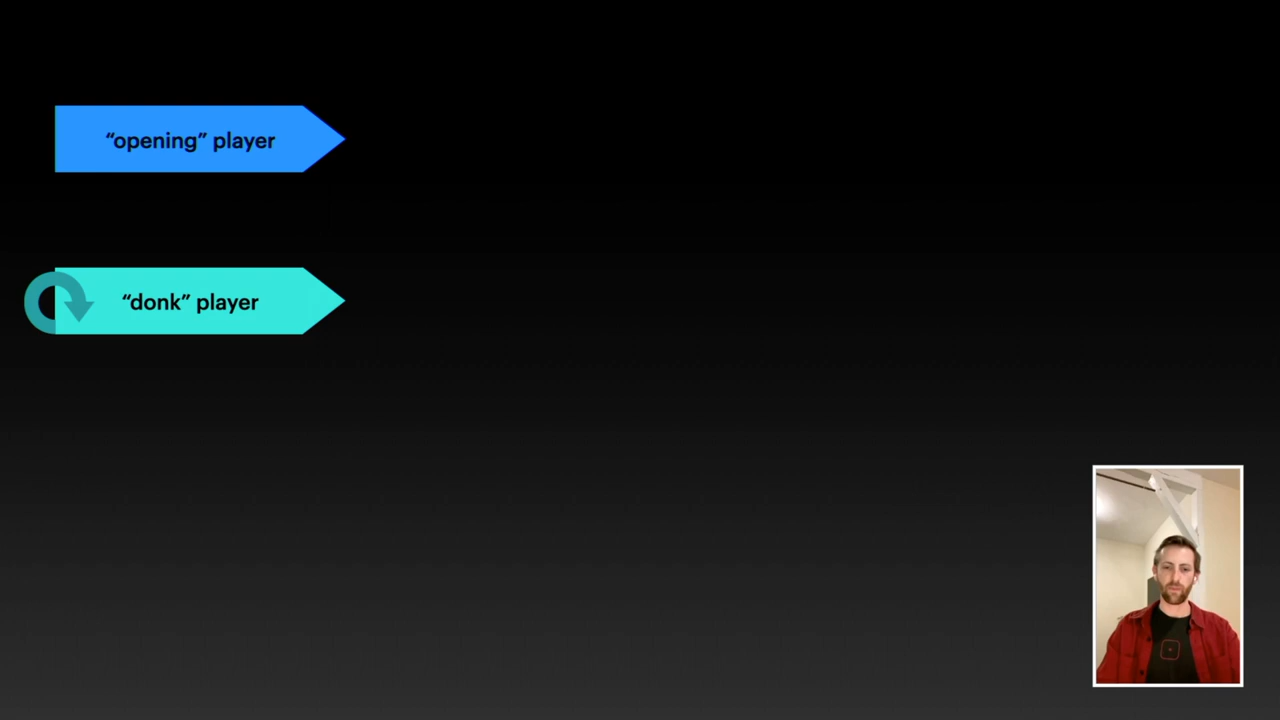 “opening” player
“donk” player